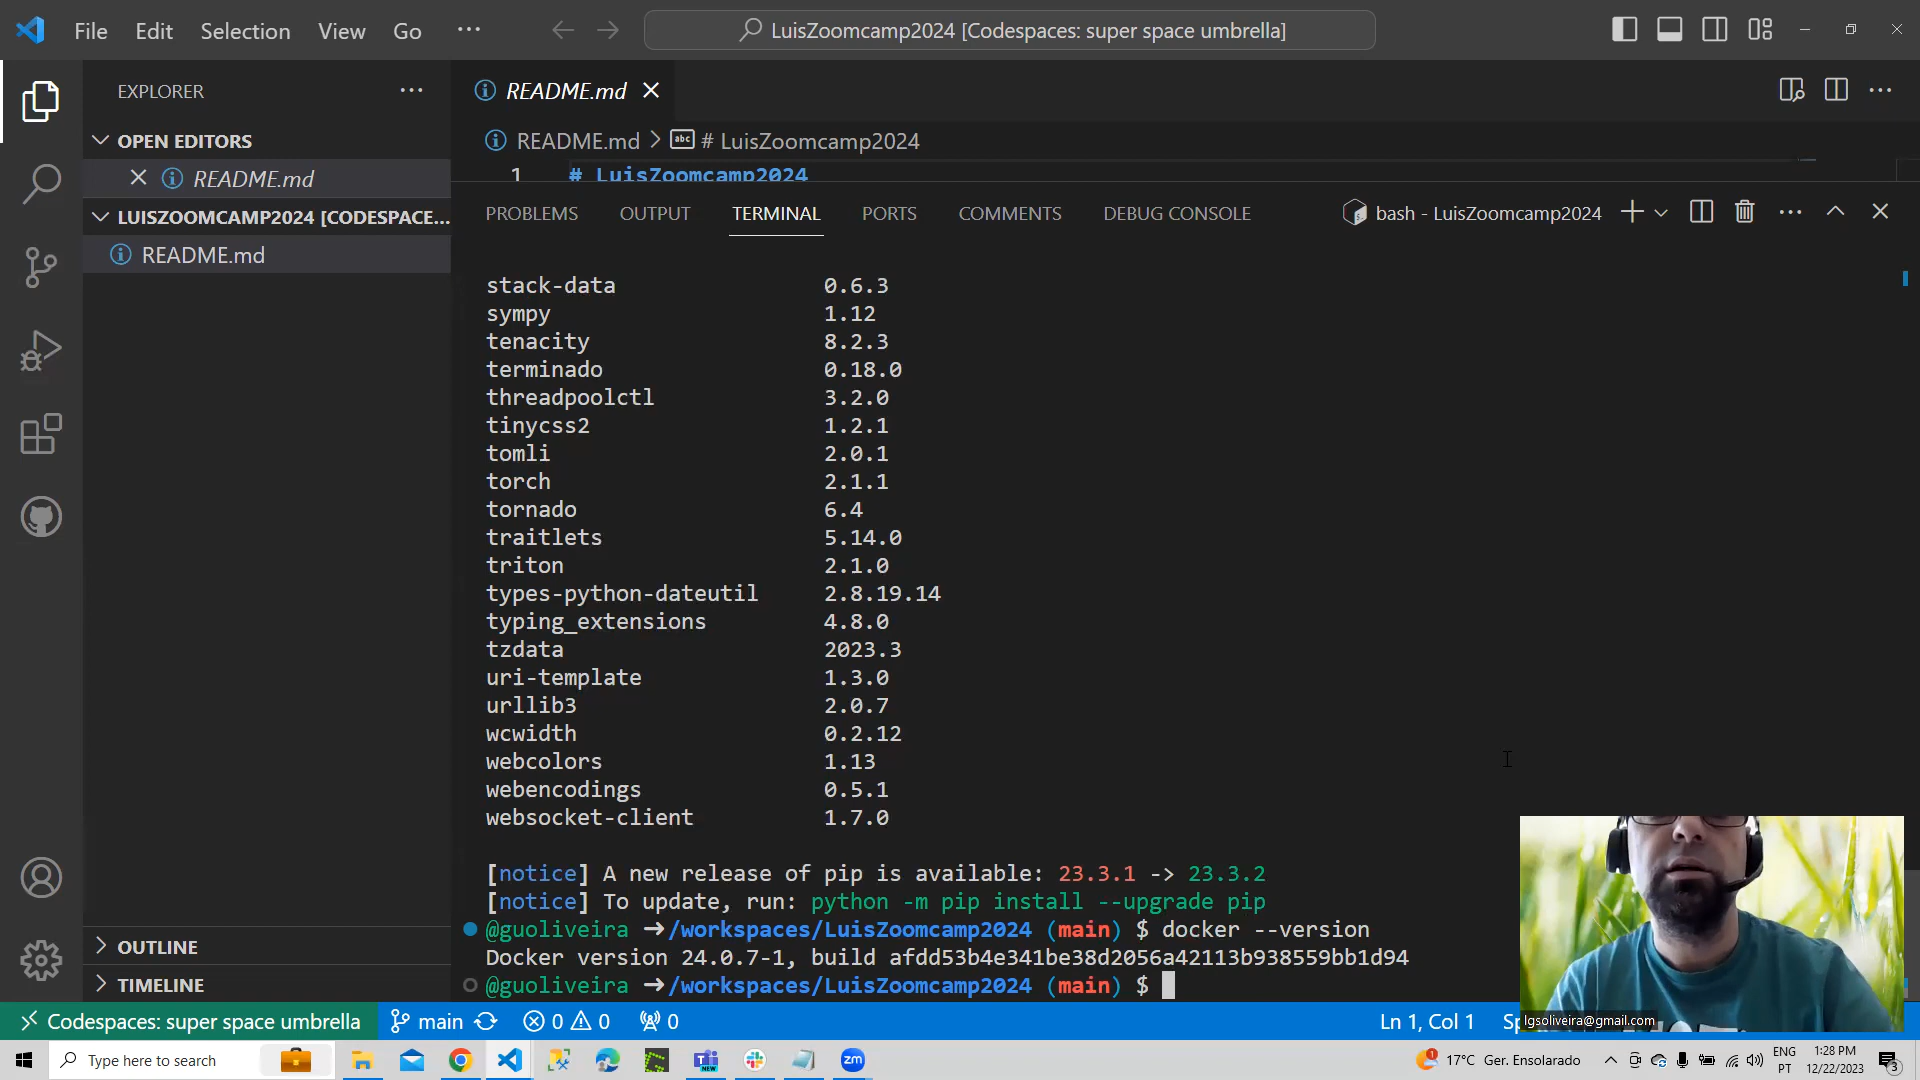 File Edit Selection View Go ··· LuisZoomcamp2024 [Codespaces: super space umbrella]
EXPLORER ···
OPEN EDITORS
README.md
LUISZOOMCAMP2024 [CODESPACE...
README.md
OUTLINE
TIMELINE
README.md
README.md > # LuisZoomcamp2024
1 # LuisZoomcamp2024
PROBLEMS OUTPUT TERMINAL PORTS COMMENTS DEBUG CONSOLE bash - LuisZoomcamp2024
stack-data 0.6.3
sympy 1.12
tenacity 8.2.3
terminado 0.18.0
threadpoolctl 3.2.0
tinycss2 1.2.1
tomli 2.0.1
torch 2.1.1
tornado 6.4
traitlets 5.14.0
triton 2.1.0
types-python-dateutil 2.8.19.14
typing_extensions 4.8.0
tzdata 2023.3
uri-template 1.3.0
urllib3 2.0.7
wcwidth 0.2.12
webcolors 1.13
webencodings 0.5.1
websocket-client 1.7.0
[notice] A new release of pip is available: 23.3.1 -> 23.3.2
[notice] To update, run: python -m pip install --upgrade pip
@guoliveira ➜/workspaces/LuisZoomcamp2024 (main) $ docker --version
Docker version 24.0.7-1, build afdd53b4e341be38d2056a42113b938559bb1d94
@guoliveira ➜/workspaces/LuisZoomcamp2024 (main) $
lgsoliveira@gmail.com
Codespaces: super space umbrella main 0 0 0 Ln 1, Col 1 Sp
Type here to search 17°C Ger. Ensolarado ENG PT 1:28 PM 12/22/2023